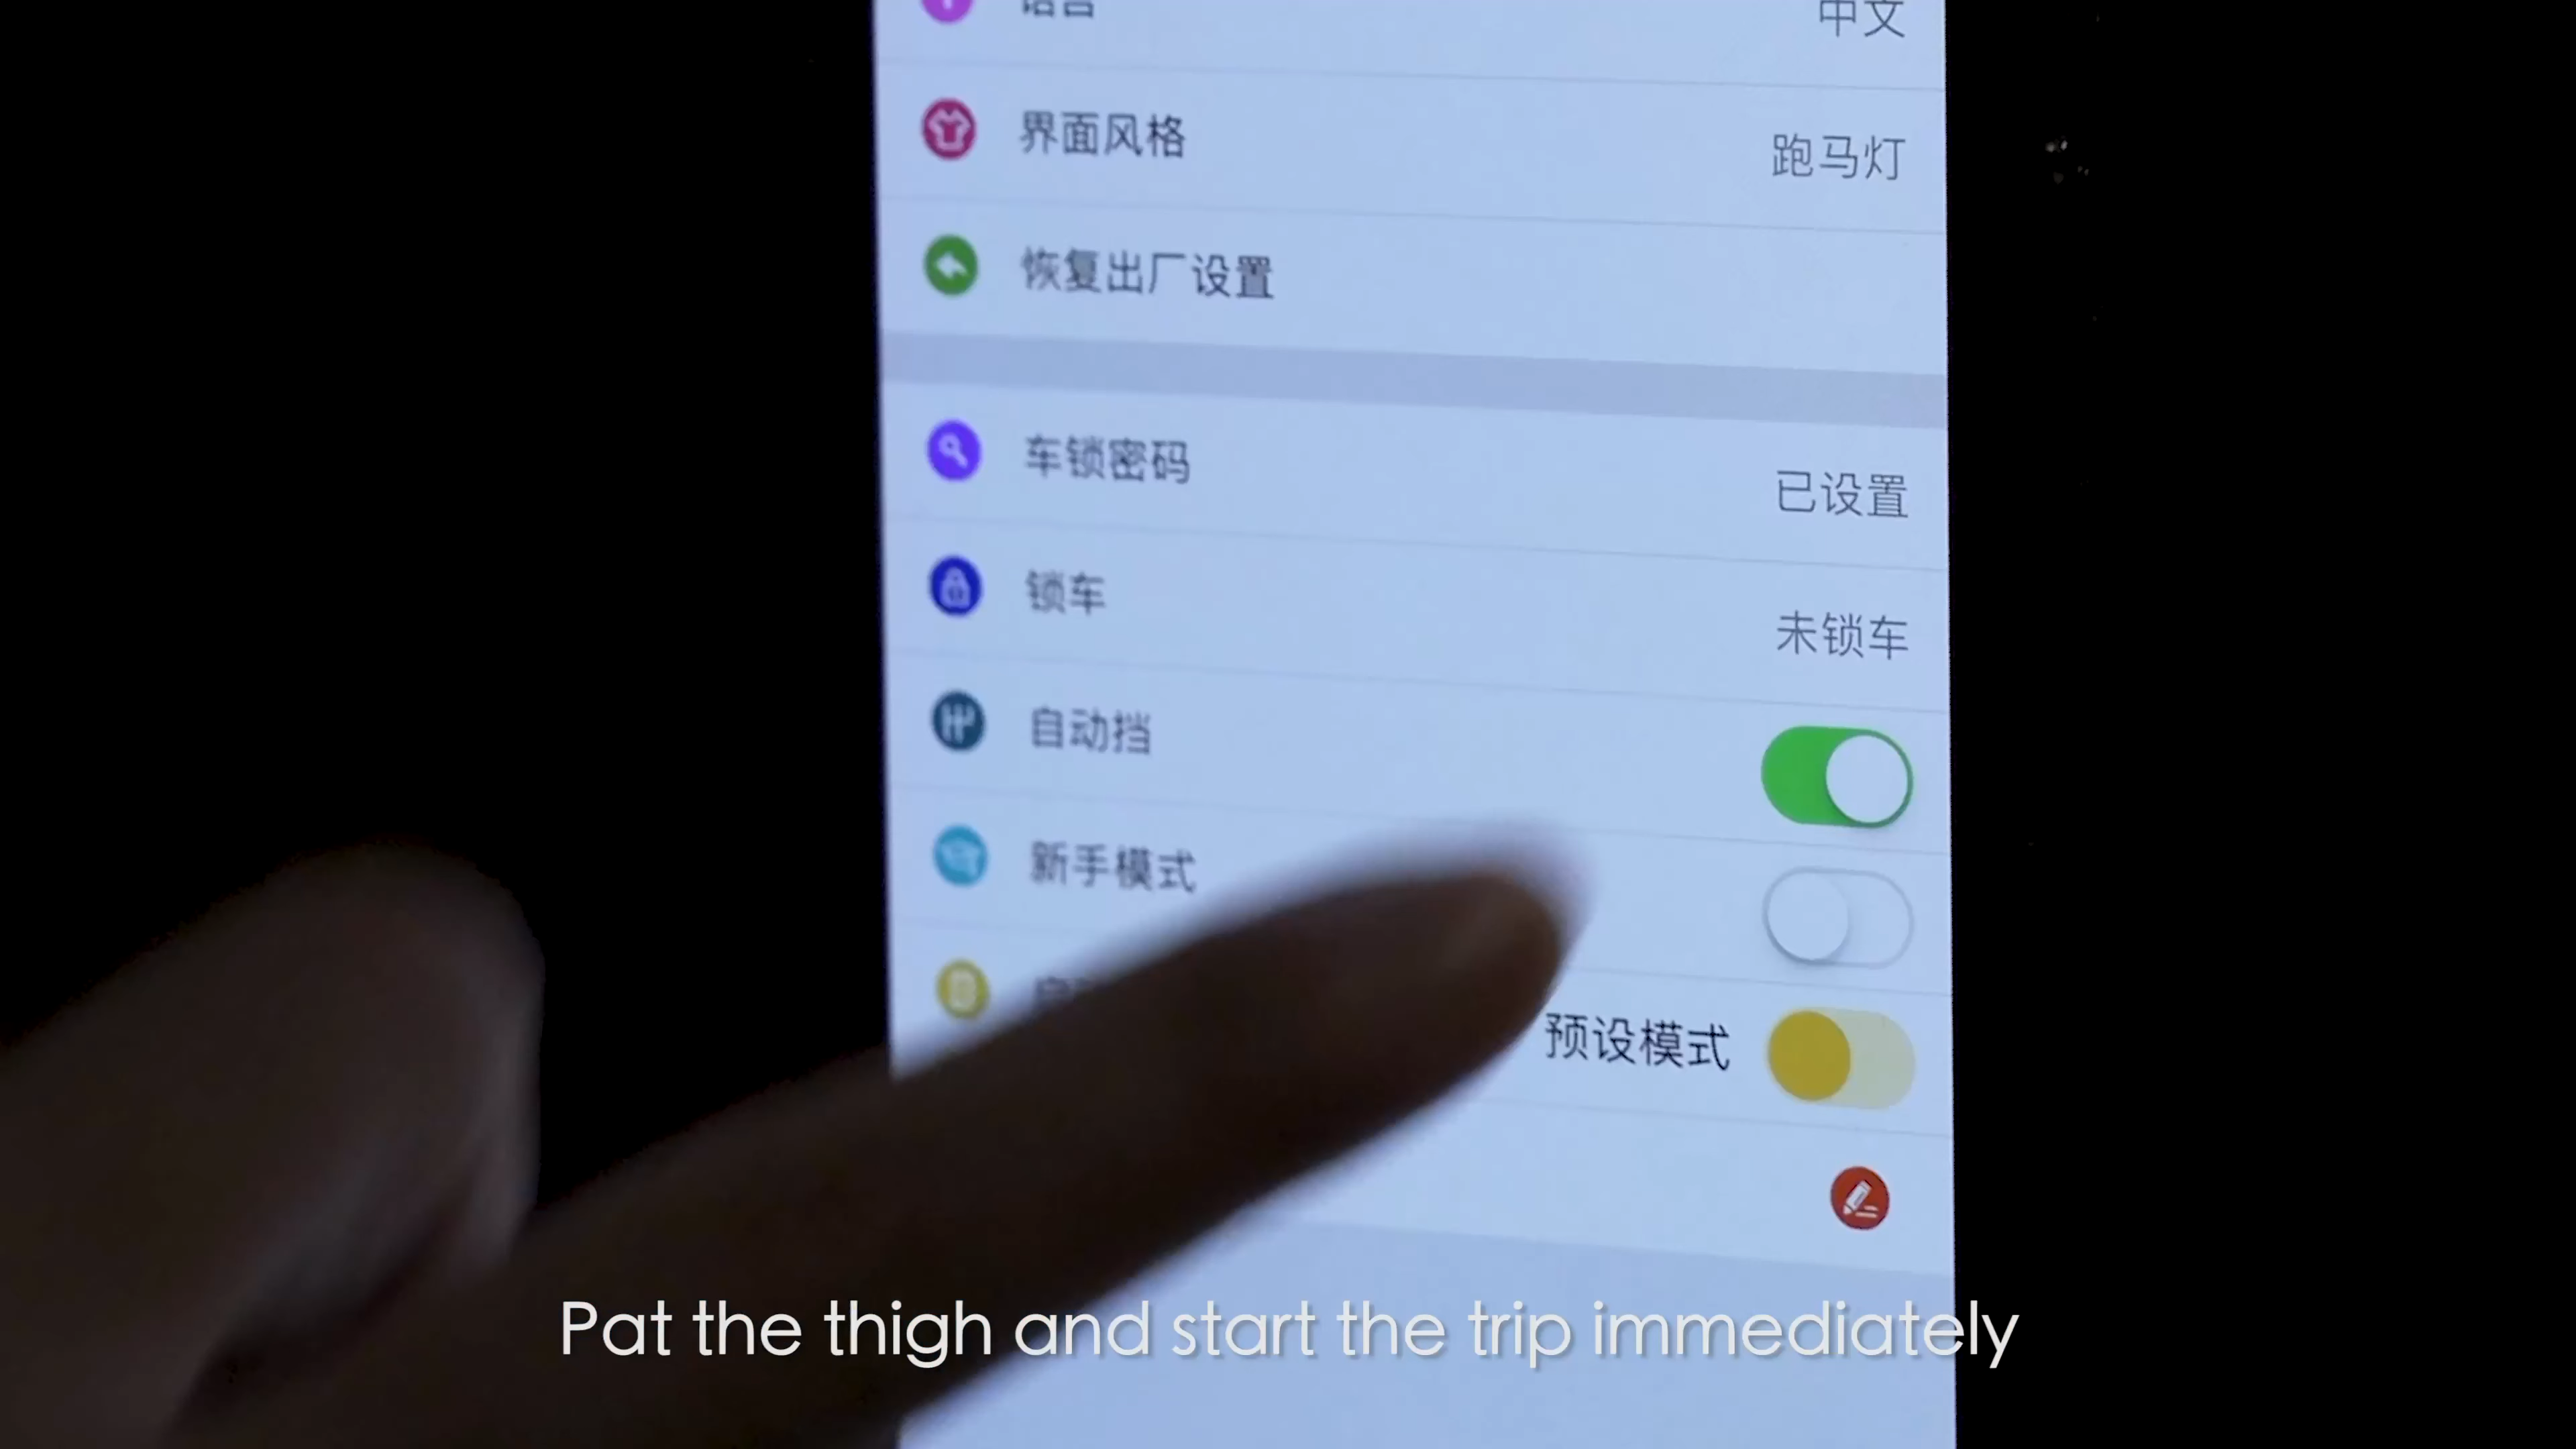 语言
中文
界面风格
跑马灯
恢复出厂设置
车锁密码
已设置
锁车
未锁车
自动挡
新手模式
预设模式
Pat the thigh and start the trip immediately